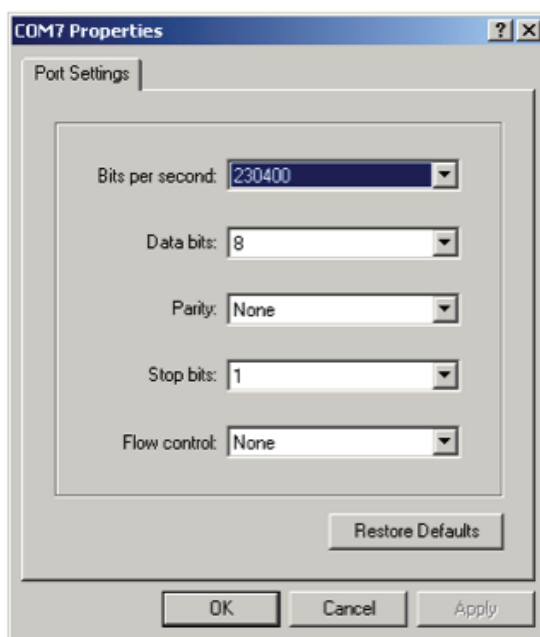 COM7 Properties
Port Settings
Bits per second: 230400
Data bits: 8
Parity: None
Stop bits: 1
Flow control: None
Restore Defaults
OK Cancel Apply